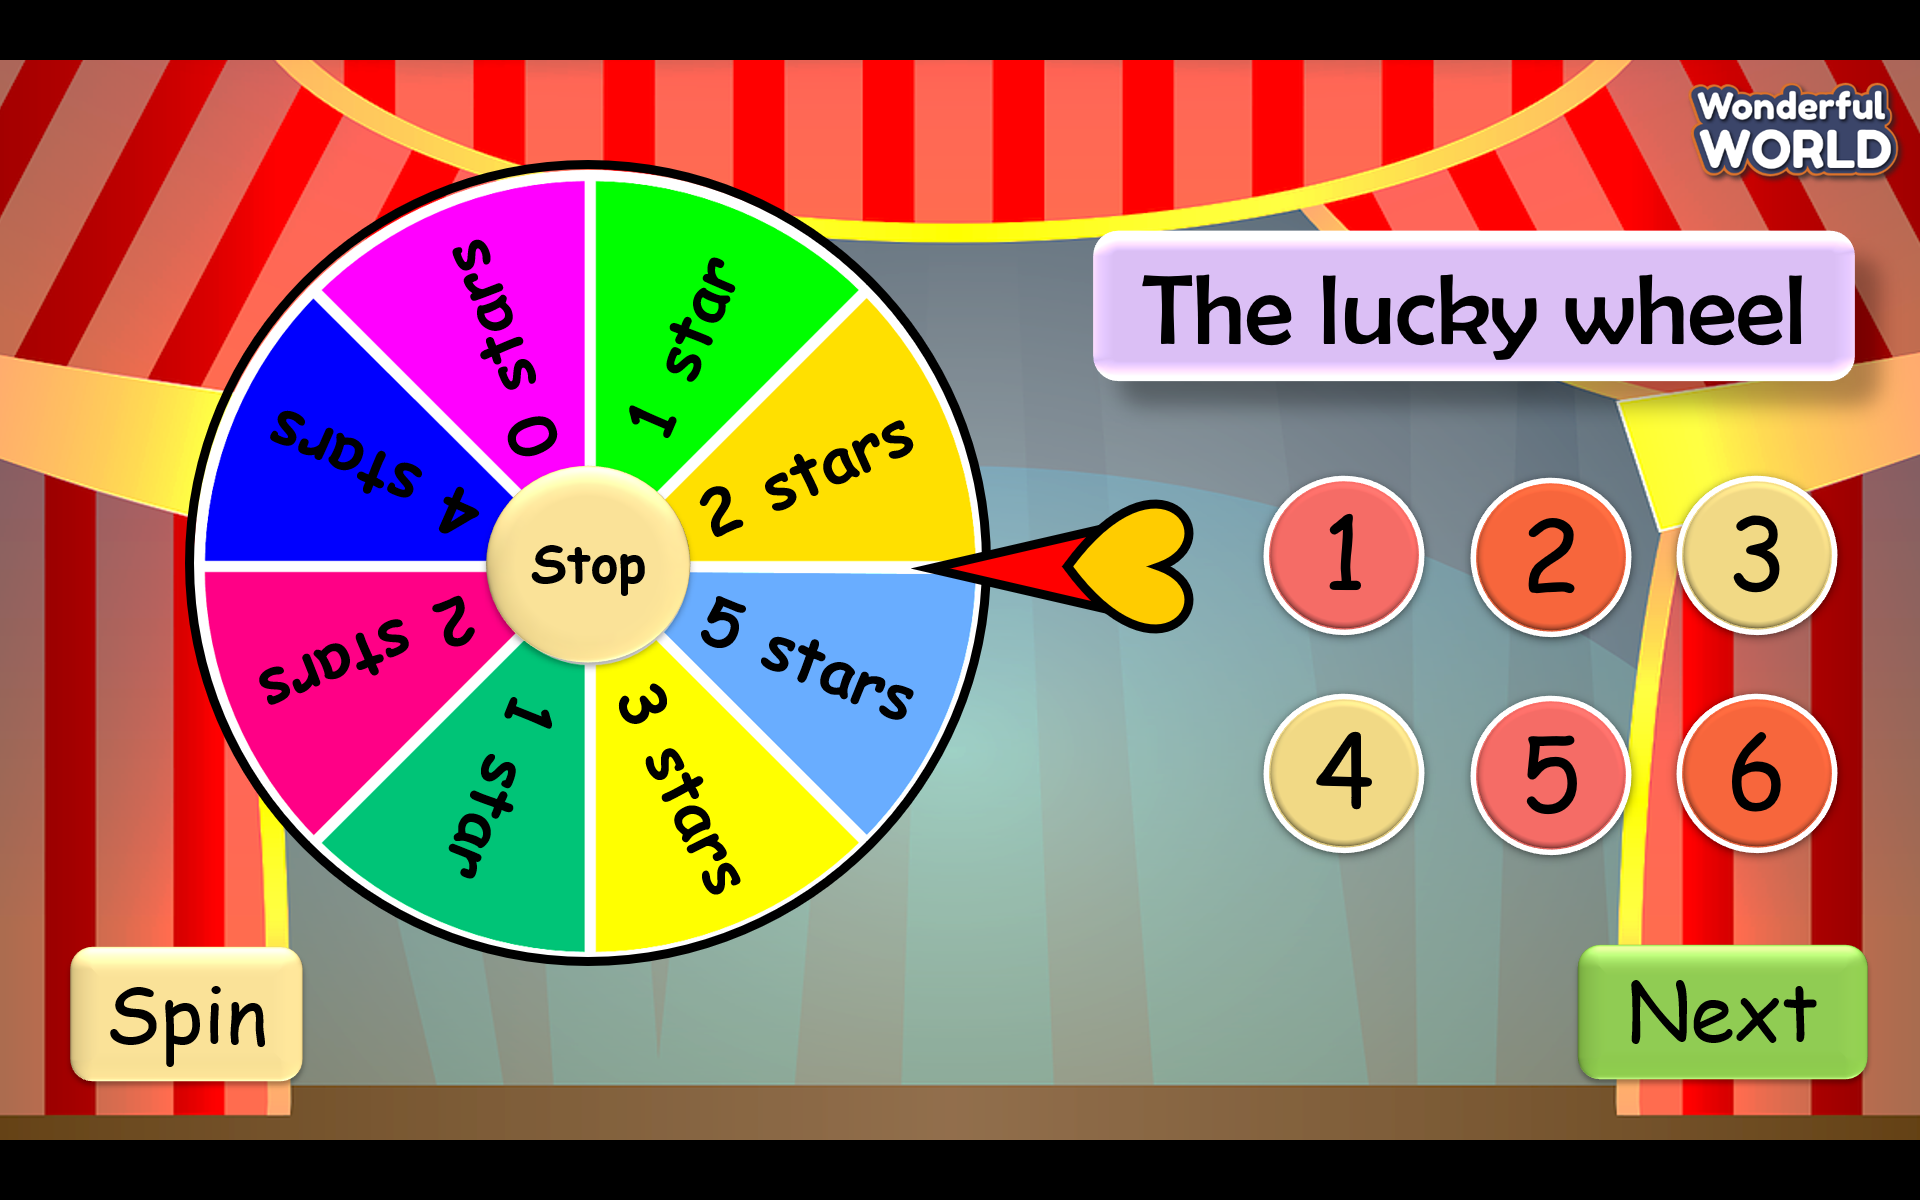 Wonderful
WORLD
The lucky wheel
0 stars
1 star
2 stars
5 stars
3 stars
1 star
2 stars
4 stars
Stop
1 2 3
4 5 6
Spin
Next